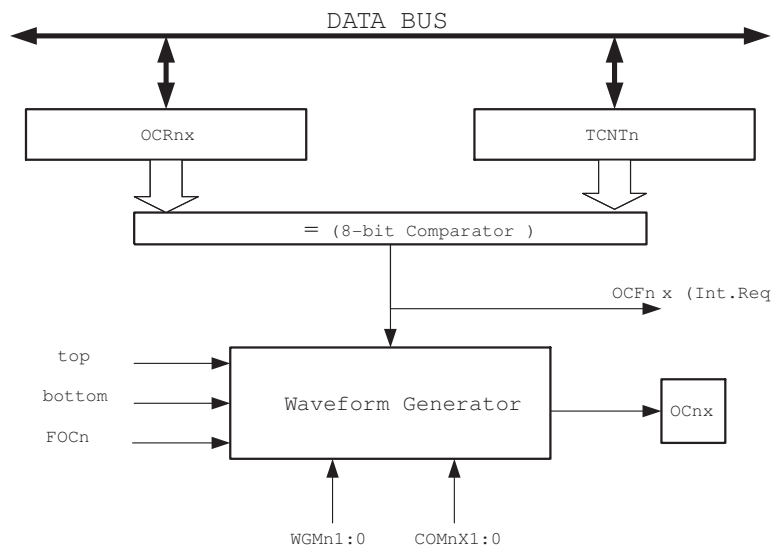 DATA BUS
OCRnx
TCNTn
= (8-bit Comparator )
OCFn x (Int.Req
top
bottom
FOCn
Waveform Generator
OCnx
WGMn1:0
COMnX1:0